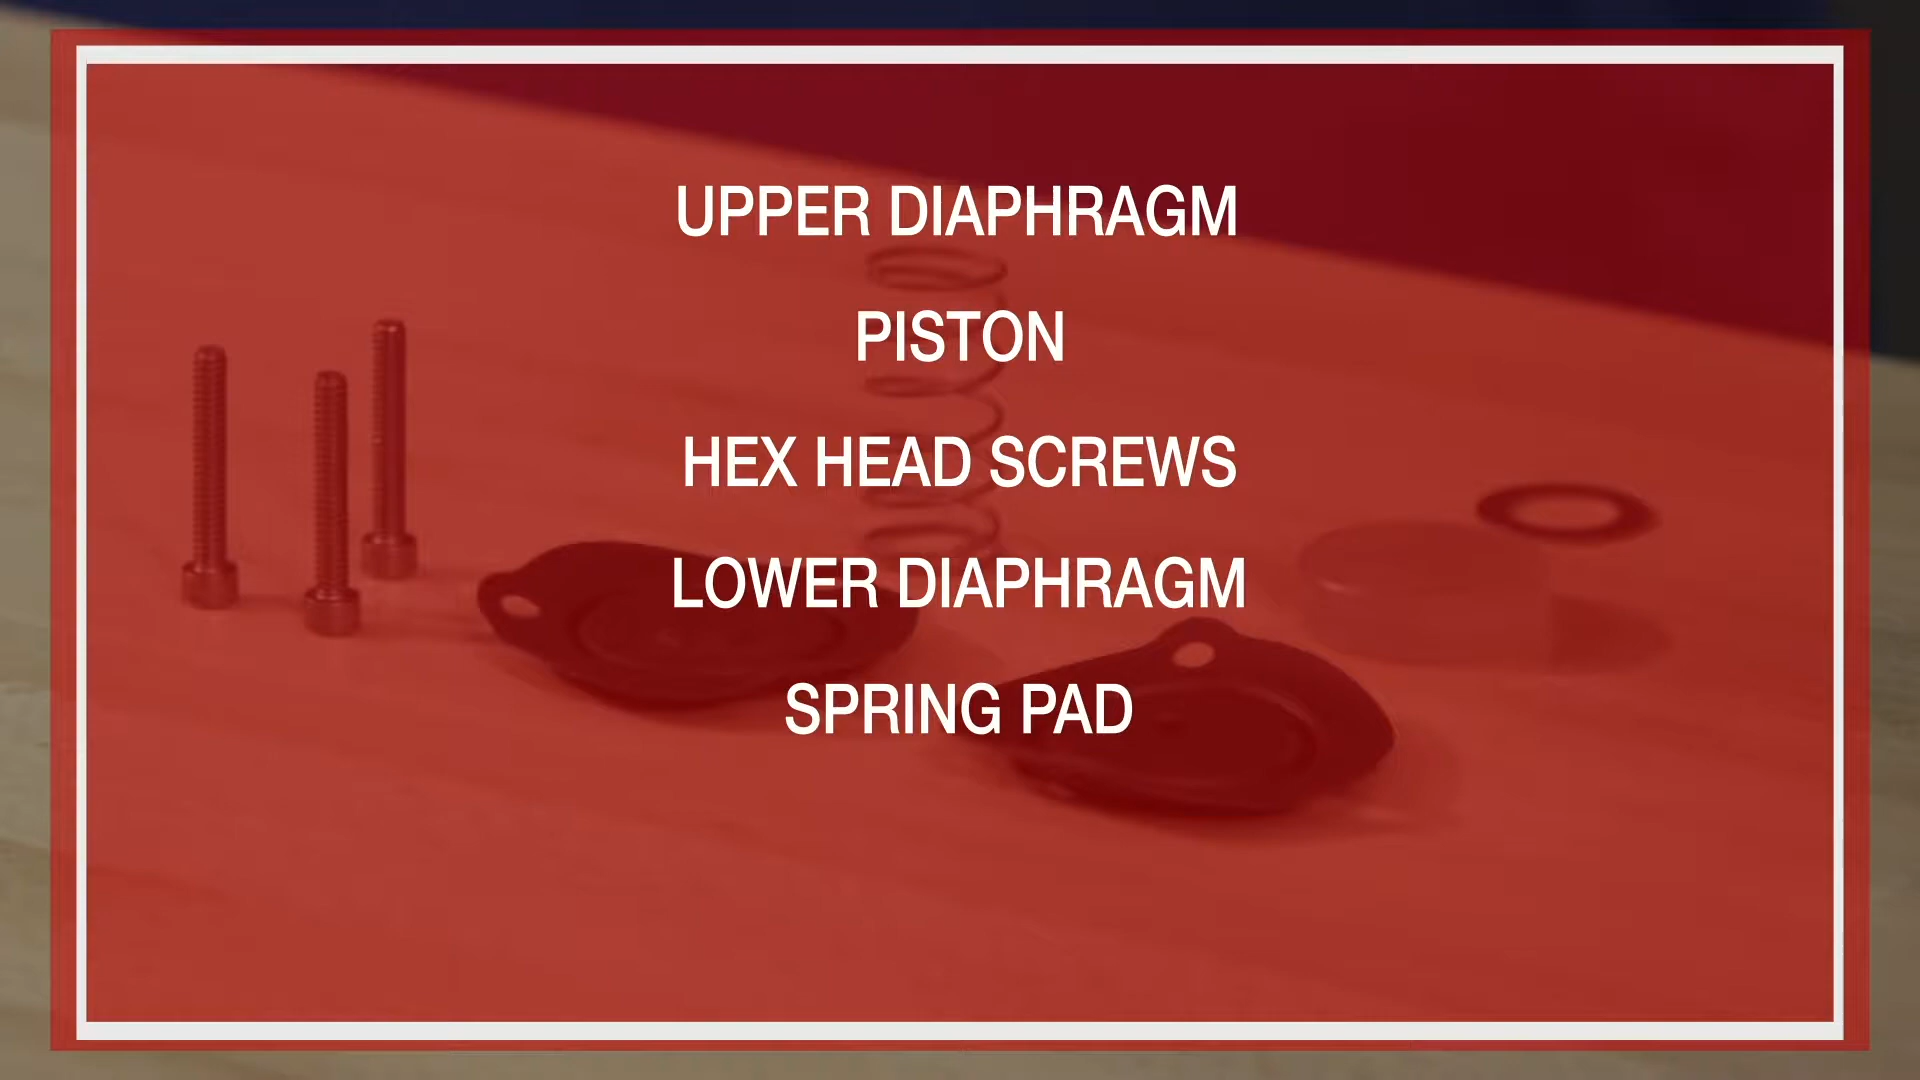 UPPER DIAPHRAGM
PISTON
HEX HEAD SCREWS
LOWER DIAPHRAGM
SPRING PAD